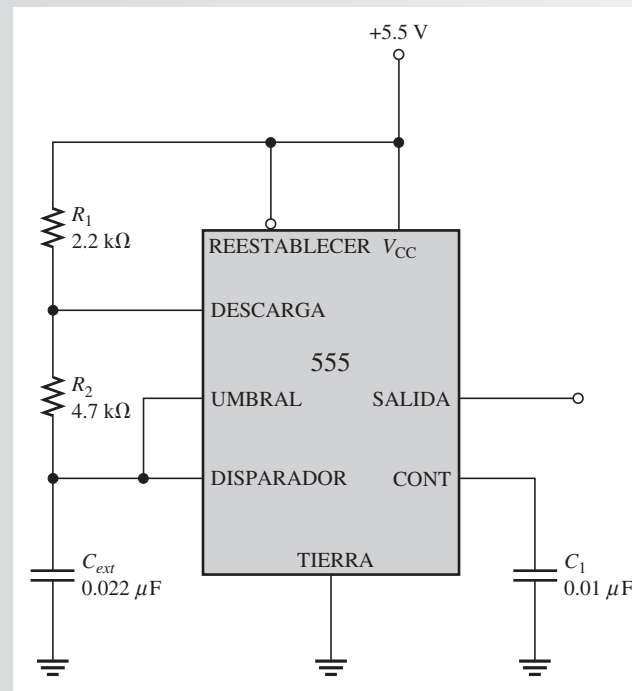 +5.5 V
R1
2.2 kΩ
REESTABLECER VCC
DESCARGA
555
R2
4.7 kΩ
UMBRAL
SALIDA
DISPARADOR
CONT
TIERRA
Cext
0.022 μF
C1
0.01 μF